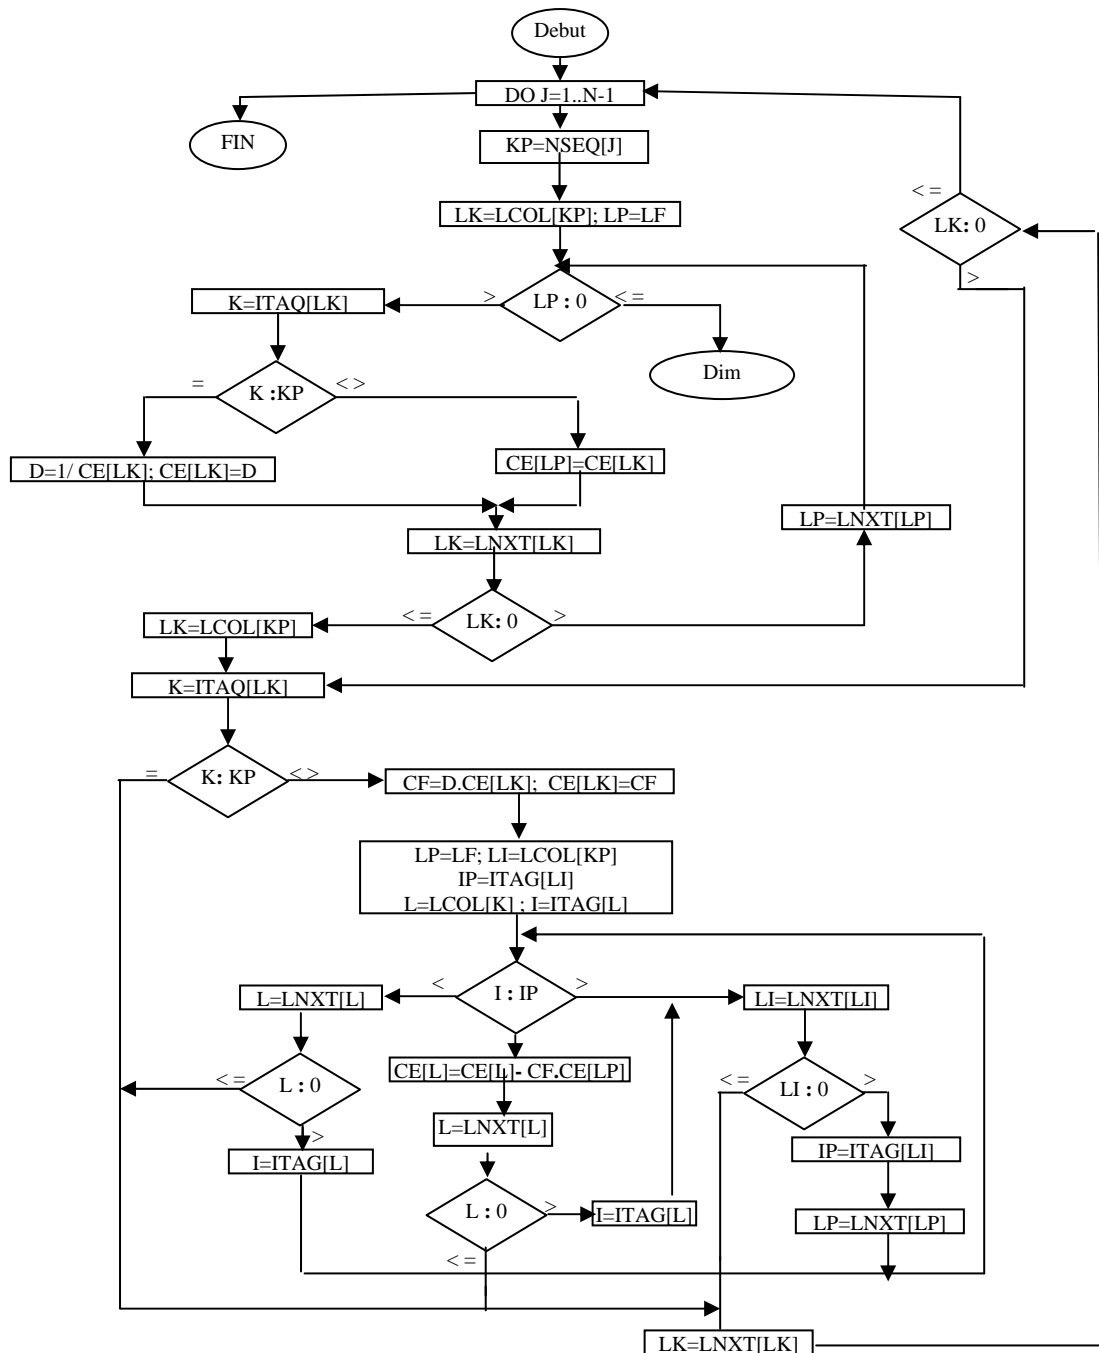 Debut
DO J=1..N-1
FIN
KP=NSEQ[J]
< =
LK=LCOL[KP]; LP=LF
LK: 0
>
K=ITAQ[LK]
>
LP : 0
< =
Dim
=
K :KP
< >
D=1/ CE[LK]; CE[LK]=D
CE[LP]=CE[LK]
LP=LNXT[LP]
LK=LNXT[LK]
LK=LCOL[KP]
< =
LK: 0
>
K=ITAQ[LK]
=
K: KP
< >
CF=D.CE[LK]; CE[LK]=CF
LP=LF; LI=LCOL[KP]
IP=ITAG[LI]
L=LCOL[K] ; I=ITAG[L]
L=LNXT[L]
<
I : IP
>
LI=LNXT[LI]
CE[L]=CE[L]- CF.CE[LP]
< =
L : 0
>
< =
LI : 0
>
L=LNXT[L]
I=ITAG[L]
IP=ITAG[LI]
L : 0
>
I=ITAG[L]
LP=LNXT[LP]
< =
LK=LNXT[LK]